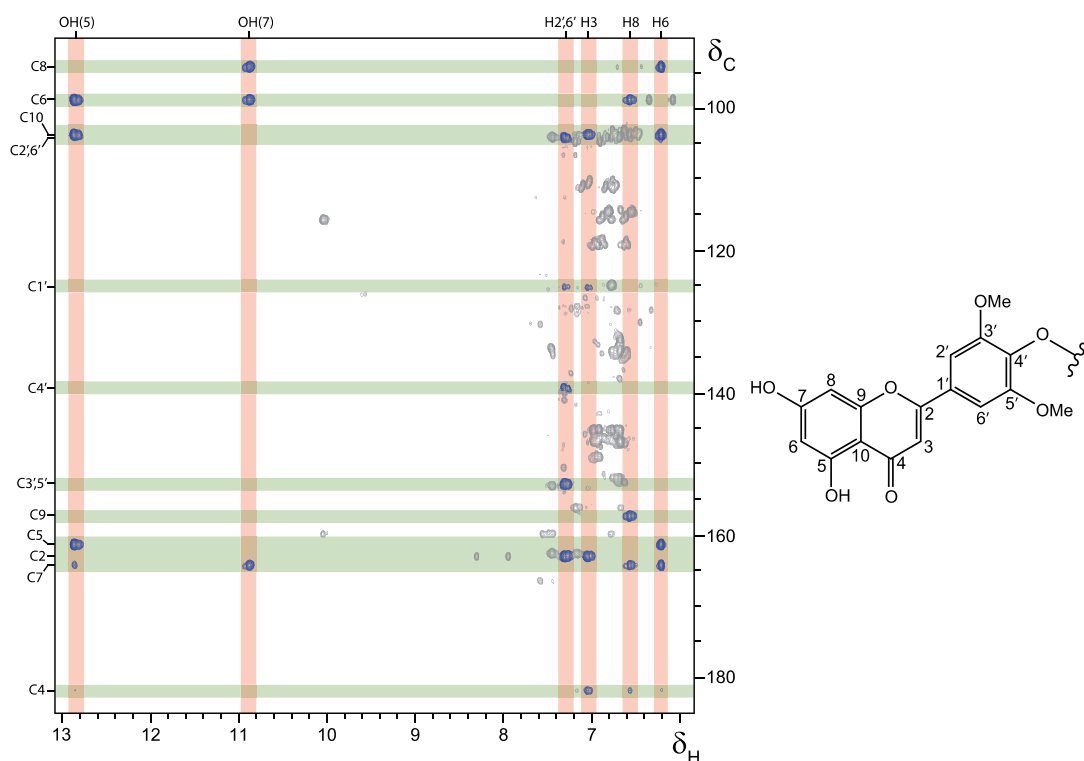 OH(5) OH(7) H2',6' H3 H8 H6
δC
C8
C6
100
C10
C2',6'
120
C1'
C4'
140
C3',5'
C9
C5
160
C2
C7
C4
180
13 12 11 10 9 8 7
δH
OMe
3'
O
2'
4'
HO
8
1'
5'
7
9
O
2
6'
OMe
6
10
3
5
4
OH
O